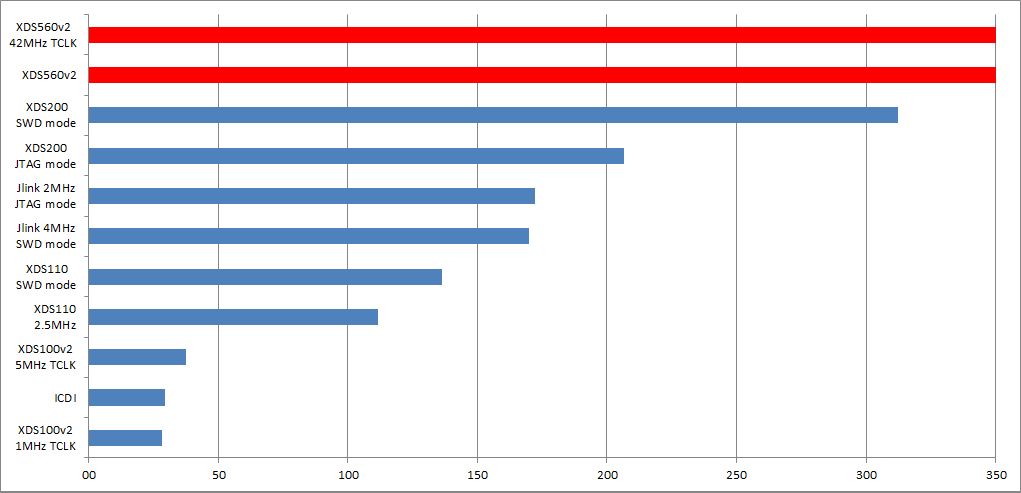 XDS560v2
42MHz TCLK
XDS560v2
XDS200
SWD mode
XDS200
JTAG mode
Jlink 2MHz
JTAG mode
Jlink 4MHz
SWD mode
XDS110
SWD mode
XDS110
2.5MHz
XDS100v2
5MHz TCLK
ICDI
XDS100v2
1MHz TCLK
00 50 100 150 200 250 300 350